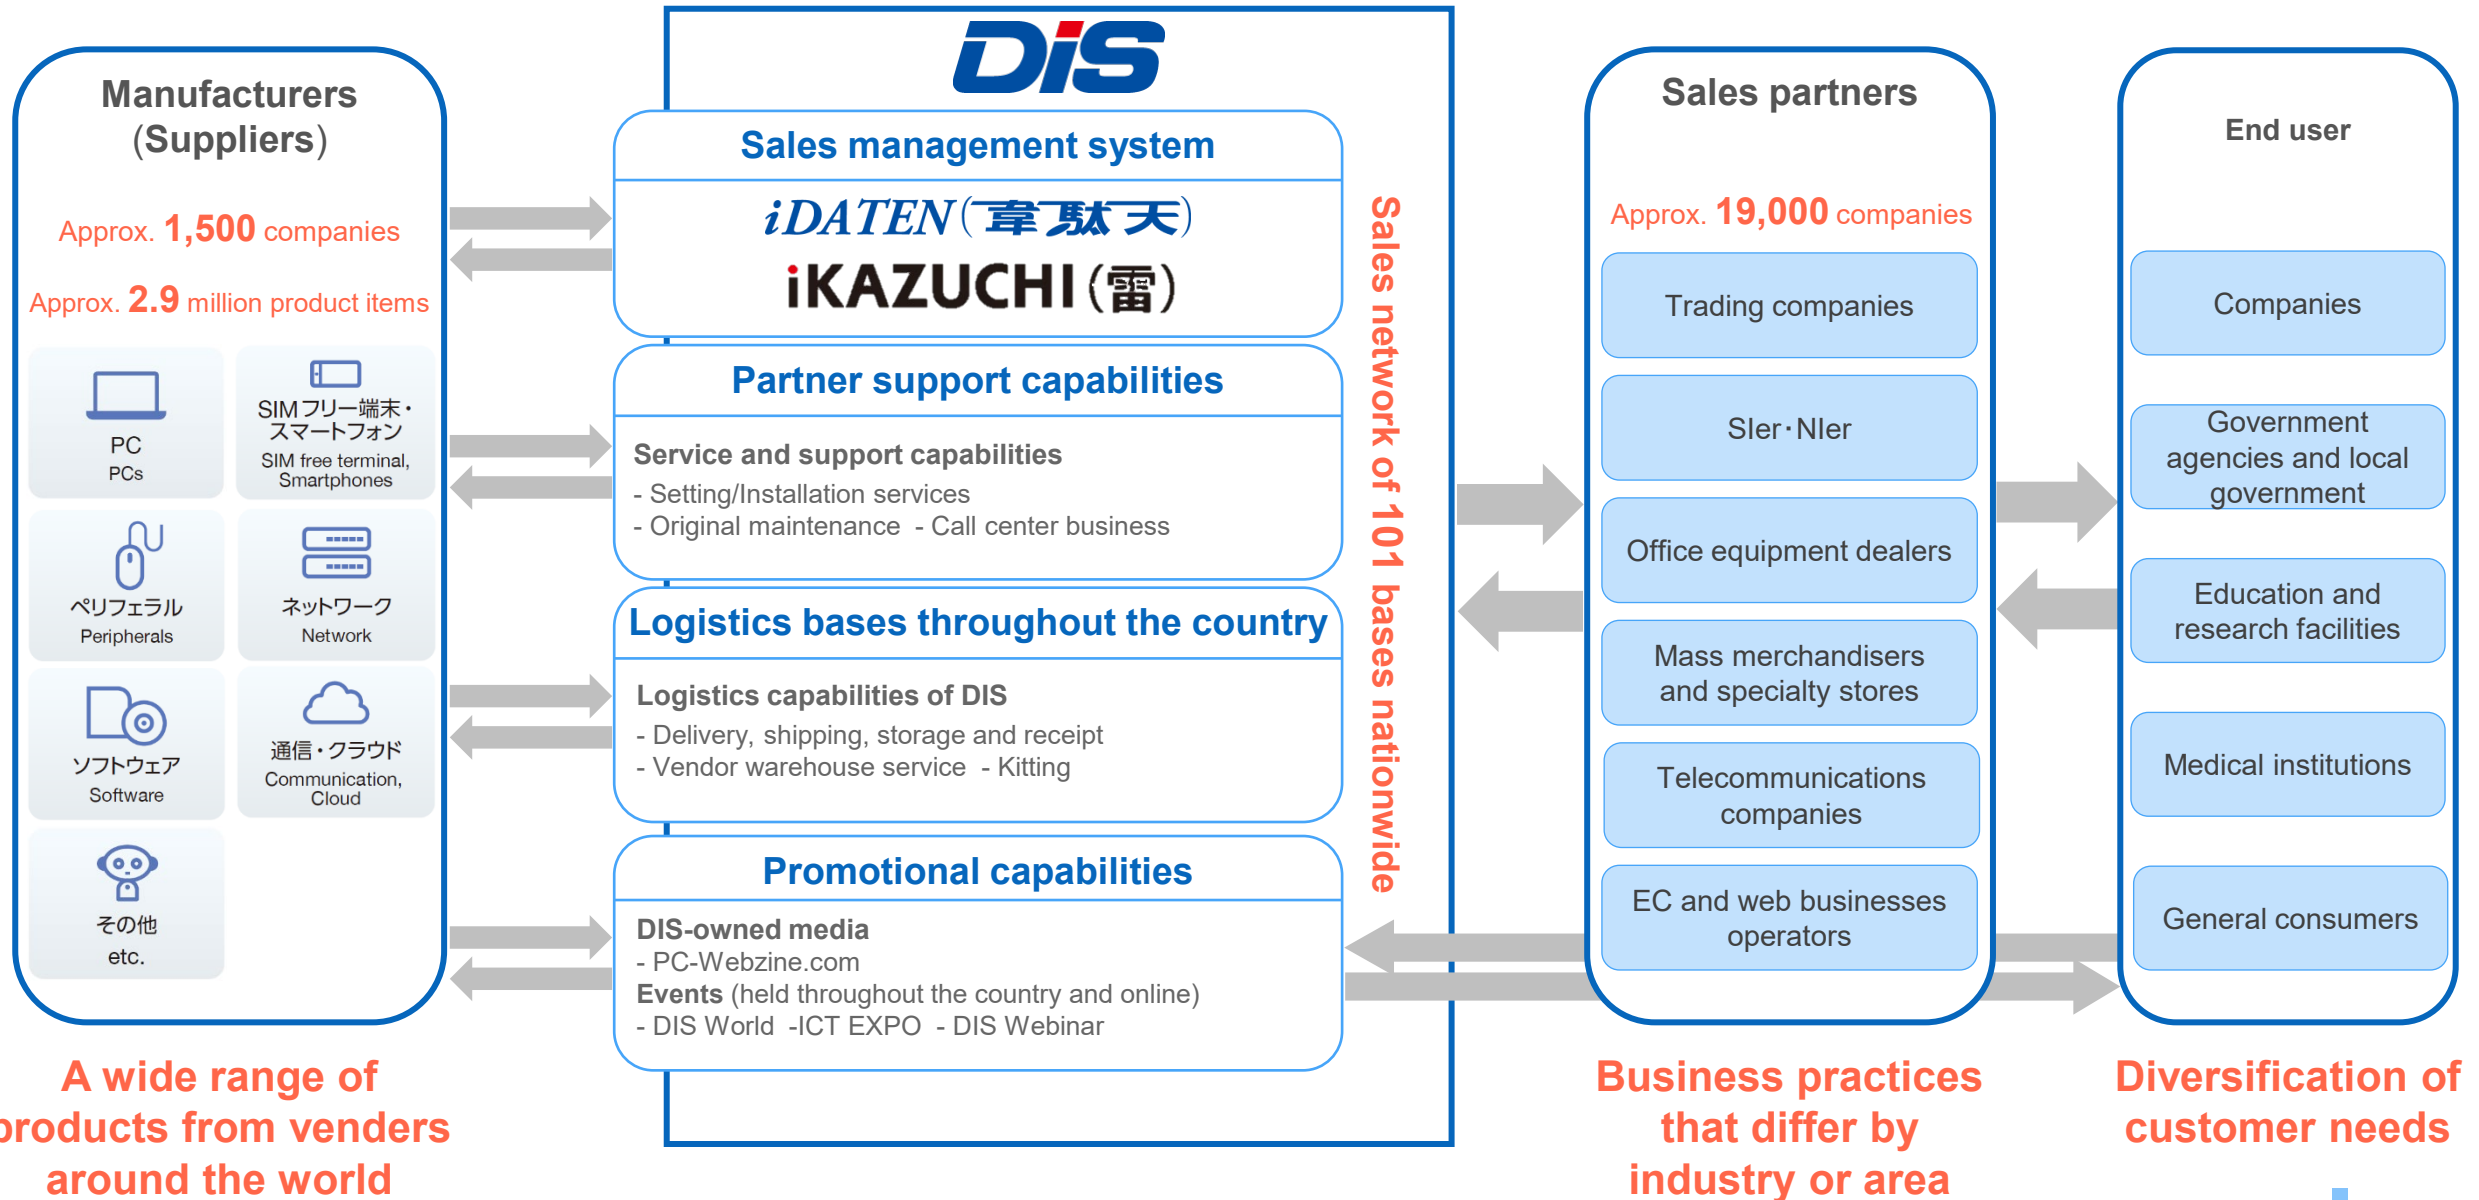 Manufacturers
(Suppliers)
Approx. 1,500 companies
Approx. 2.9 million product items
PC
PCs
SIMフリー端末・
スマートフォン
SIM free terminal,
Smartphones
ペリフェラル
Peripherals
ネットワーク
Network
ソフトウェア
Software
通信・クラウド
Communication,
Cloud
その他
etc.
A wide range of
products from venders
around the world
DiS
Sales management system
iDATEN(韋駄天)
iKAZUCHI(雷)
Partner support capabilities
Service and support capabilities
- Setting/Installation services
- Original maintenance - Call center business
Logistics bases throughout the country
Logistics capabilities of DIS
- Delivery, shipping, storage and receipt
- Vendor warehouse service - Kitting
Promotional capabilities
DIS-owned media
- PC-Webzine.com
Events (held throughout the country and online)
- DIS World -ICT EXPO - DIS Webinar
Sales network of 101 bases nationwide
Sales partners
Approx. 19,000 companies
Trading companies
SIer・NIer
Office equipment dealers
Mass merchandisers
and specialty stores
Telecommunications
companies
EC and web businesses
operators
Business practices
that differ by
industry or area
End user
Companies
Government
agencies and local
government
Education and
research facilities
Medical institutions
General consumers
Diversification of
customer needs